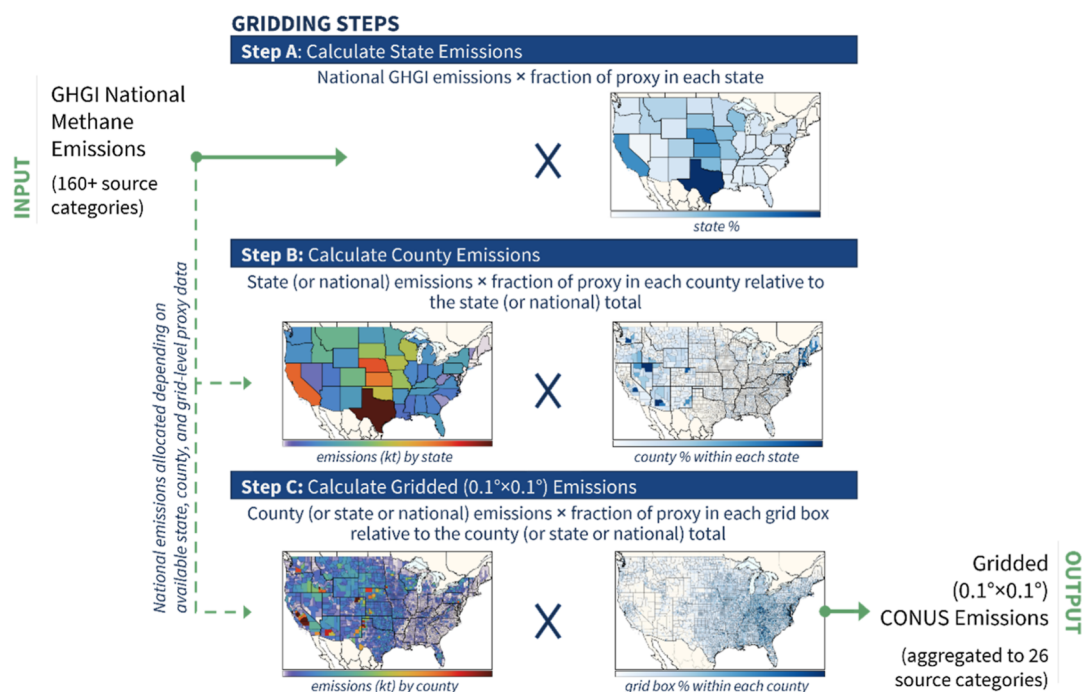 GRIDDING STEPS
Step A: Calculate State Emissions
National GHGI emissions × fraction of proxy in each state
INPUT
GHGI National
Methane
Emissions
(160+ source
categories)
X
state %
Step B: Calculate County Emissions
State (or national) emissions × fraction of proxy in each county relative to
the state (or national) total
National emissions allocated depending on
available state, county, and grid-level proxy data
X
emissions (kt) by state
county % within each state
Step C: Calculate Gridded (0.1°×0.1°) Emissions
County (or state or national) emissions × fraction of proxy in each grid box
relative to the county (or state or national) total
X
emissions (kt) by county
grid box % within each county
Gridded
(0.1°×0.1°)
CONUS Emissions
(aggregated to 26
source categories)
OUTPUT